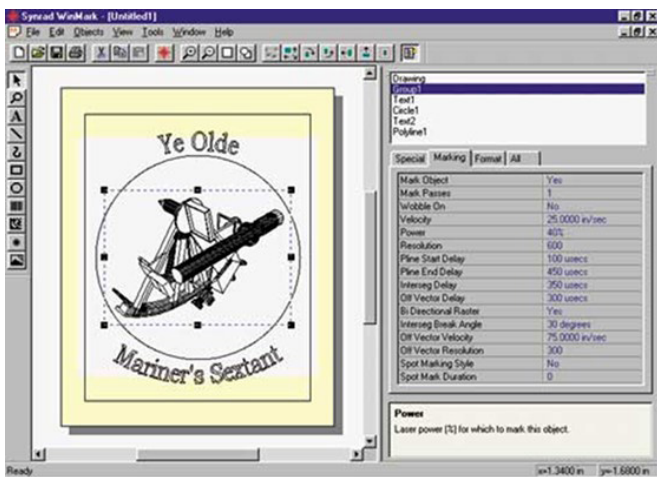 Synrad WinMark - [Untitled1]
File Edit Objects View Tools Window Help
Drawing
Group1
Text1
Circle1
Text2
Polyline1
Special Marking Format All
Mark Object Yes
Mark Passes 1
Wobble On No
Velocity 25.0000 in/sec
Power 40%
Resolution 600
Pline Start Delay 100 usecs
Pline End Delay 450 usecs
Interseg Delay 350 usecs
Off Vector Delay 300 usecs
Bi Directional Raster Yes
Interseg Break Angle 30 degrees
Off Vector Velocity 75.0000 in/sec
Off Vector Resolution 300
Spot Marking Style No
Spot Mark Duration 0
Ye Olde
Mariner's Sextant
Power
Laser power [%] for which to mark this object.
Ready x=1.3400 in y=-1.6800 in